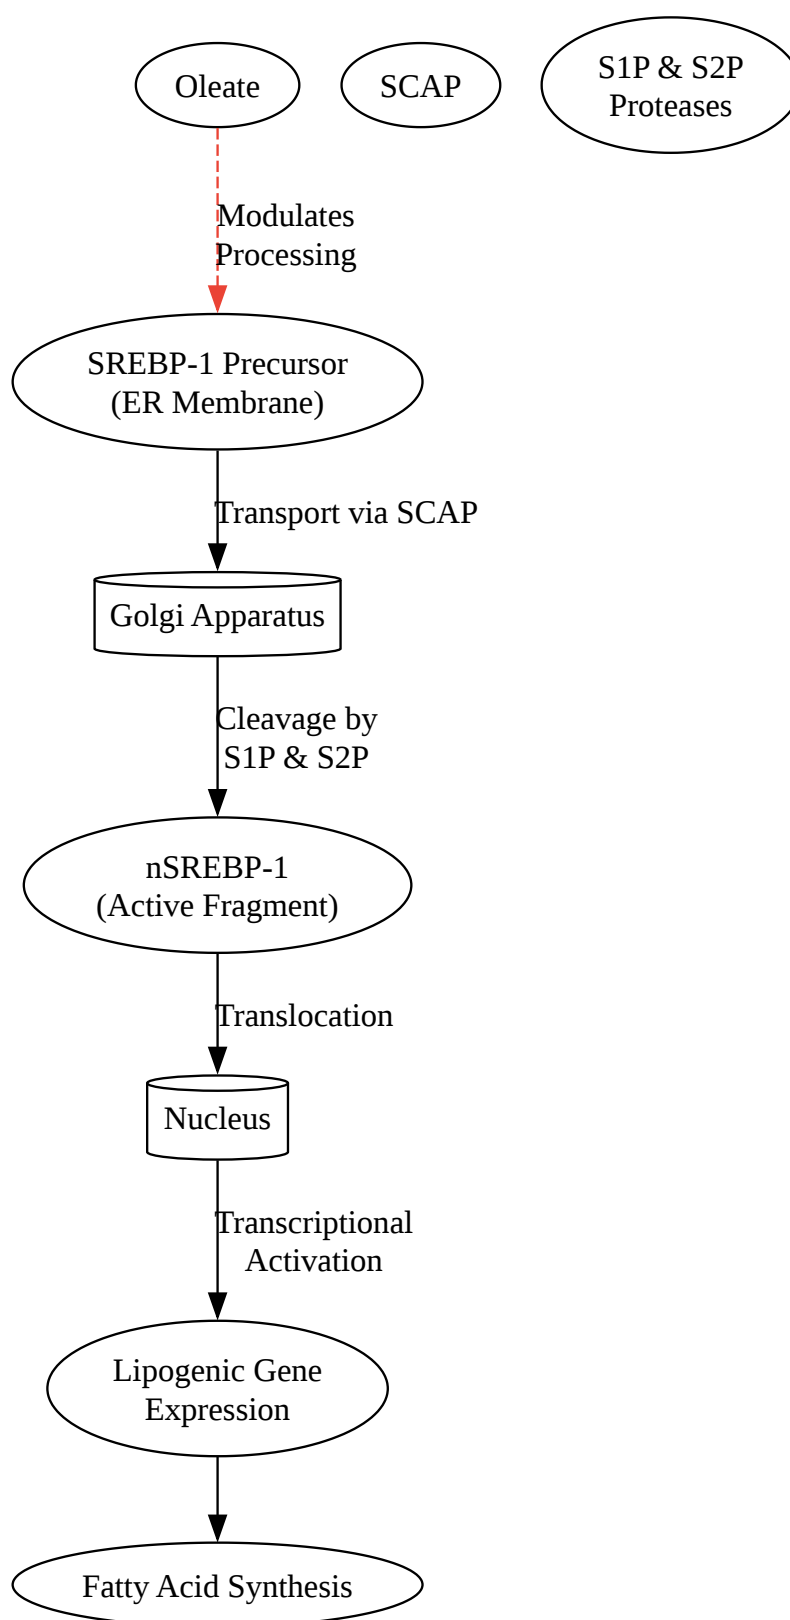 Oleate
SCAP
S1P & S2P
Proteases
Modulates
Processing
SREBP-1 Precursor
(ER Membrane)
Transport via SCAP
Golgi Apparatus
Cleavage by
S1P & S2P
nSREBP-1
(Active Fragment)
Translocation
Nucleus
Transcriptional
Activation
Lipogenic Gene
Expression
Fatty Acid Synthesis